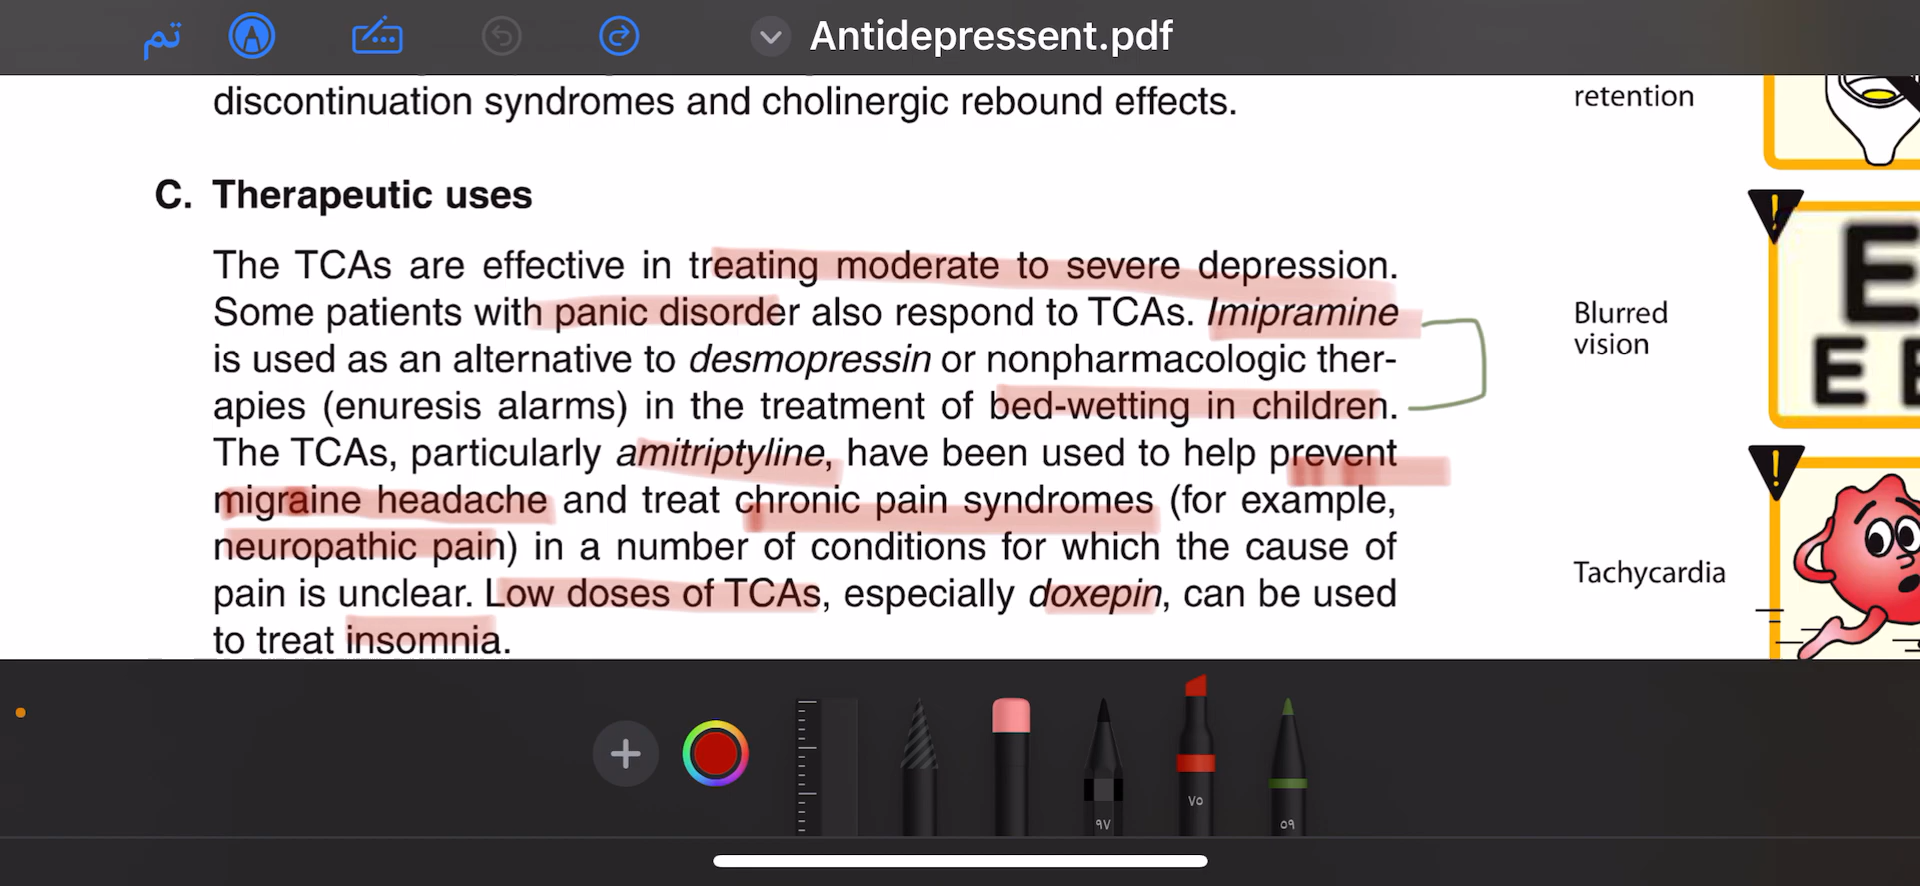 تم
Antidepressent.pdf
discontinuation syndromes and cholinergic rebound effects.
C. Therapeutic uses
The TCAs are effective in treating moderate to severe depression.
Some patients with panic disorder also respond to TCAs. Imipramine
is used as an alternative to desmopressin or nonpharmacologic ther-
apies (enuresis alarms) in the treatment of bed-wetting in children.
The TCAs, particularly amitriptyline, have been used to help prevent
migraine headache and treat chronic pain syndromes (for example,
neuropathic pain) in a number of conditions for which the cause of
pain is unclear. Low doses of TCAs, especially doxepin, can be used
to treat insomnia.
retention
Blurred
vision
E
E E
Tachycardia
٩٧
٧٥
٥٩